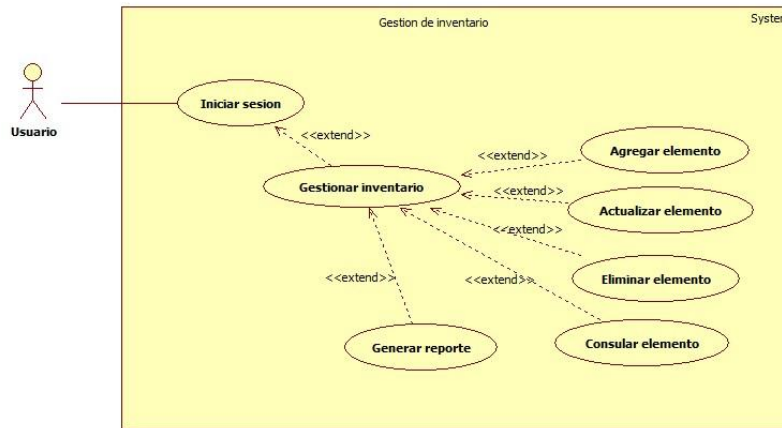 Gestion de inventario
System
Usuario
Iniciar sesion
<<extend>>
Gestionar inventario
<<extend>>
Agregar elemento
<<extend>>
Actualizar elemento
<<extend>>
Eliminar elemento
<<extend>>
<<extend>>
Generar reporte
Consular elemento